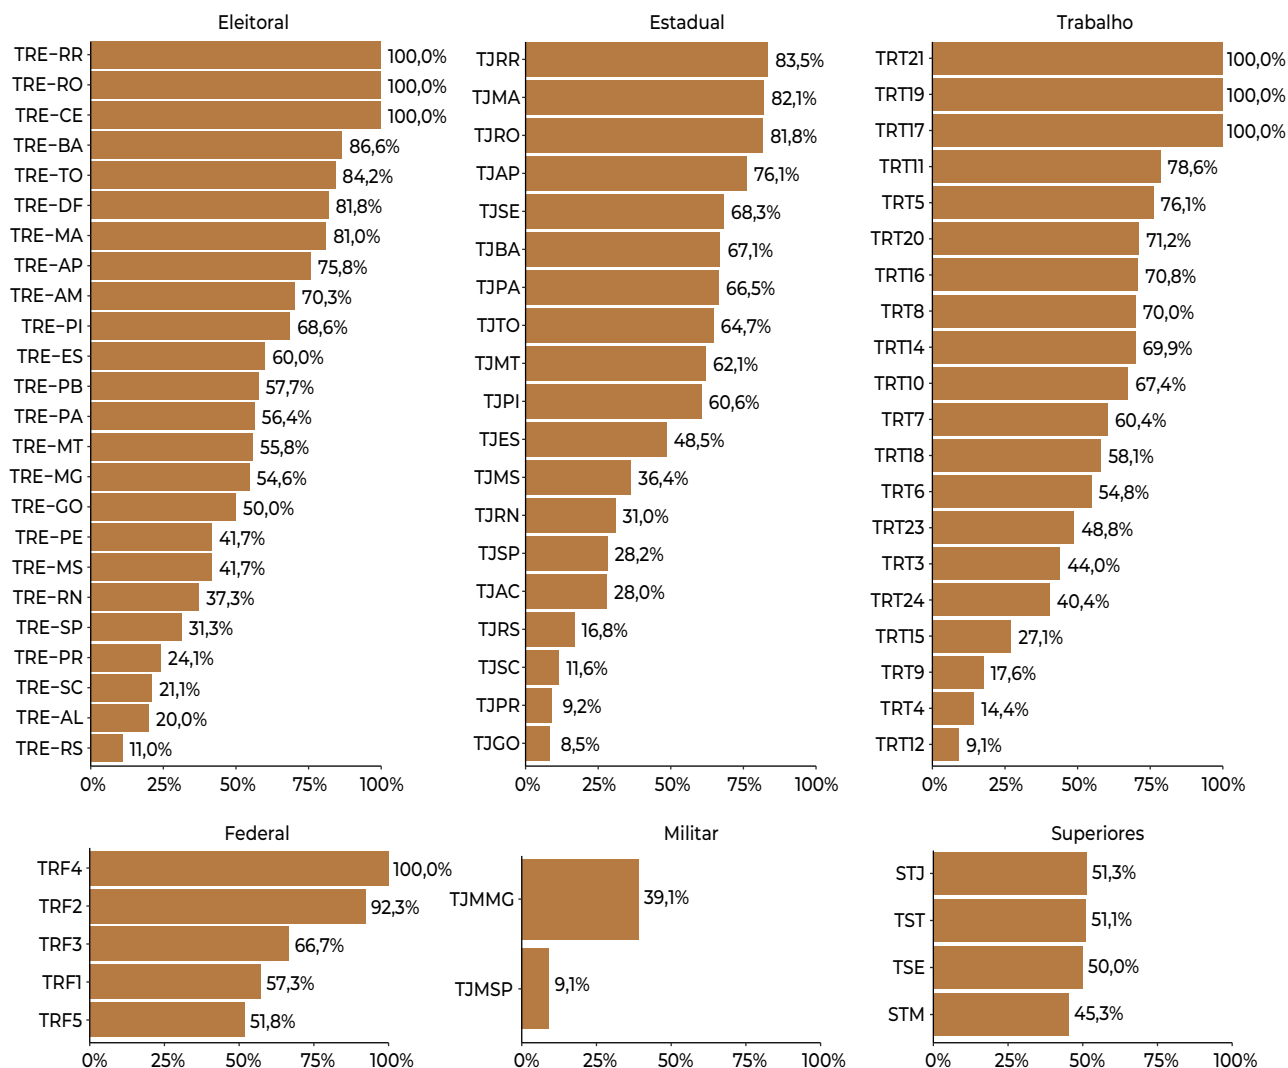 Eleitoral
TRE-RR 100,0%
TRE-RO 100,0%
TRE-CE 100,0%
TRE-BA 86,6%
TRE-TO 84,2%
TRE-DF 81,8%
TRE-MA 81,0%
TRE-AP 75,8%
TRE-AM 70,3%
TRE-PI 68,6%
TRE-ES 60,0%
TRE-PB 57,7%
TRE-PA 56,4%
TRE-MT 55,8%
TRE-MG 54,6%
TRE-GO 50,0%
TRE-PE 41,7%
TRE-MS 41,7%
TRE-RN 37,3%
TRE-SP 31,3%
TRE-PR 24,1%
TRE-SC 21,1%
TRE-AL 20,0%
TRE-RS 11,0%
0% 25% 50% 75% 100%
Estadual
TJRR 83,5%
TJMA 82,1%
TJRO 81,8%
TJAP 76,1%
TJSE 68,3%
TJBA 67,1%
TJPA 66,5%
TJTO 64,7%
TJMT 62,1%
TJPI 60,6%
TJES 48,5%
TJMS 36,4%
TJRN 31,0%
TJSP 28,2%
TJAC 28,0%
TJRS 16,8%
TJSC 11,6%
TJPR 9,2%
TJGO 8,5%
0% 25% 50% 75% 100%
Trabalho
TRT21 100,0%
TRT19 100,0%
TRT17 100,0%
TRT11 78,6%
TRT5 76,1%
TRT20 71,2%
TRT16 70,8%
TRT8 70,0%
TRT14 69,9%
TRT10 67,4%
TRT7 60,4%
TRT18 58,1%
TRT6 54,8%
TRT23 48,8%
TRT3 44,0%
TRT24 40,4%
TRT15 27,1%
TRT9 17,6%
TRT4 14,4%
TRT12 9,1%
0% 25% 50% 75% 100%
Federal
TRF4 100,0%
TRF2 92,3%
TRF3 66,7%
TRF1 57,3%
TRF5 51,8%
0% 25% 50% 75% 100%
Militar
TJMMG 39,1%
TJMSP 9,1%
0% 25% 50% 75% 100%
Superiores
STJ 51,3%
TST 51,1%
TSE 50,0%
STM 45,3%
0% 25% 50% 75% 100%